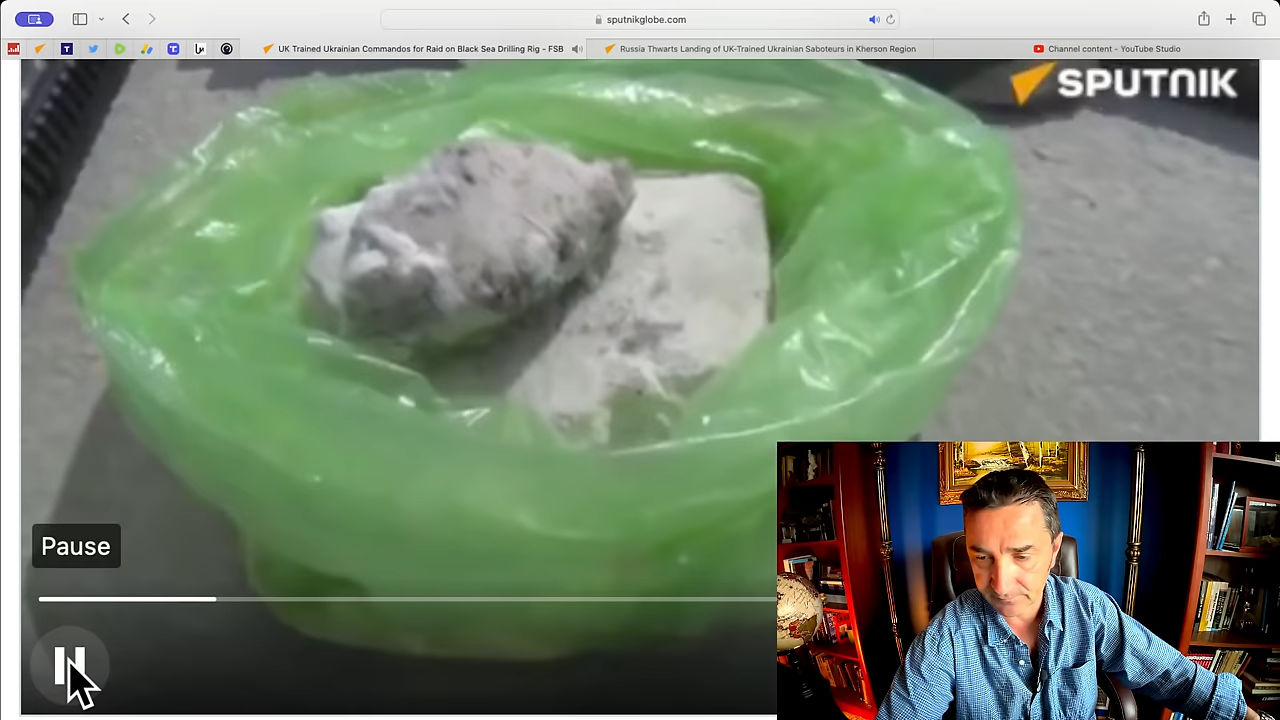 sputnikglobe.com
UK Trained Ukrainian Commandos for Raid on Black Sea Drilling Rig - FSB
Russia Thwarts Landing of UK-Trained Ukrainian Saboteurs in Kherson Region
Channel content - YouTube Studio
SPUTNIK
Pause